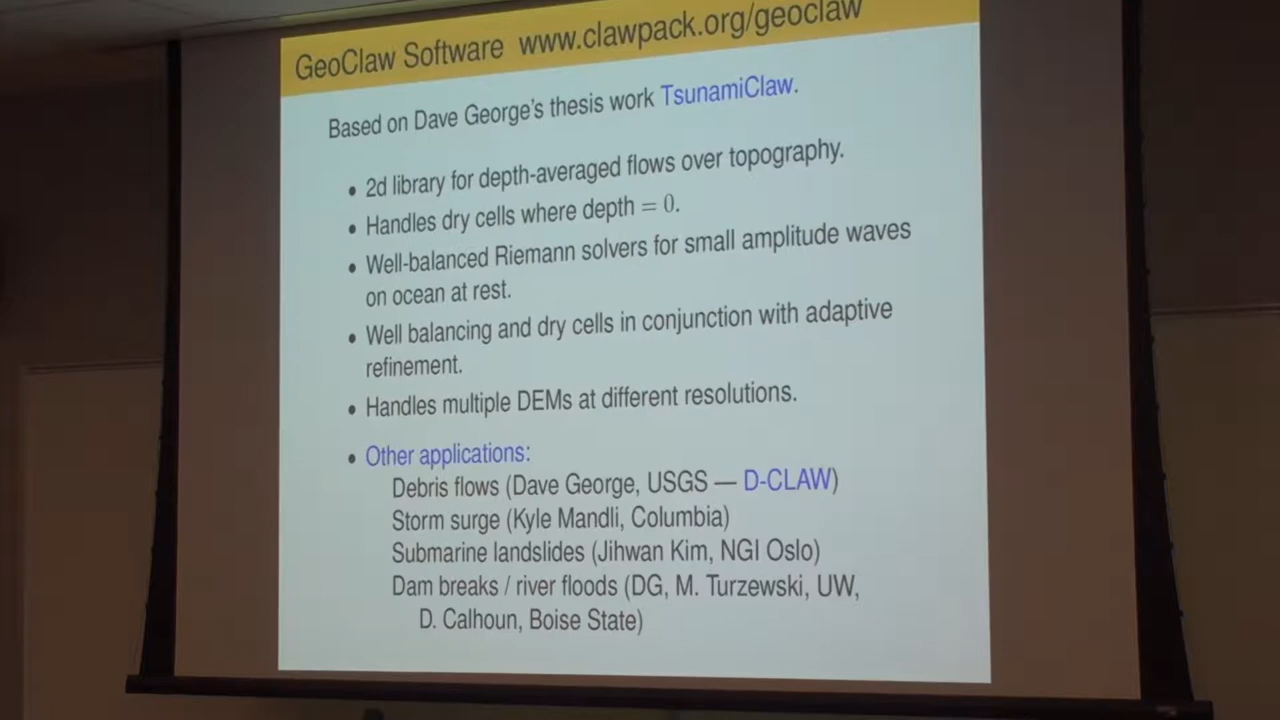 GeoClaw Software www.clawpack.org/geoclaw
Based on Dave George's thesis work TsunamiClaw.
• 2d library for depth-averaged flows over topography.
• Handles dry cells where depth = 0.
• Well-balanced Riemann solvers for small amplitude waves
on ocean at rest.
• Well balancing and dry cells in conjunction with adaptive
refinement.
• Handles multiple DEMs at different resolutions.
• Other applications:
Debris flows (Dave George, USGS — D-CLAW)
Storm surge (Kyle Mandli, Columbia)
Submarine landslides (Jihwan Kim, NGI Oslo)
Dam breaks / river floods (DG, M. Turzewski, UW,
D. Calhoun, Boise State)